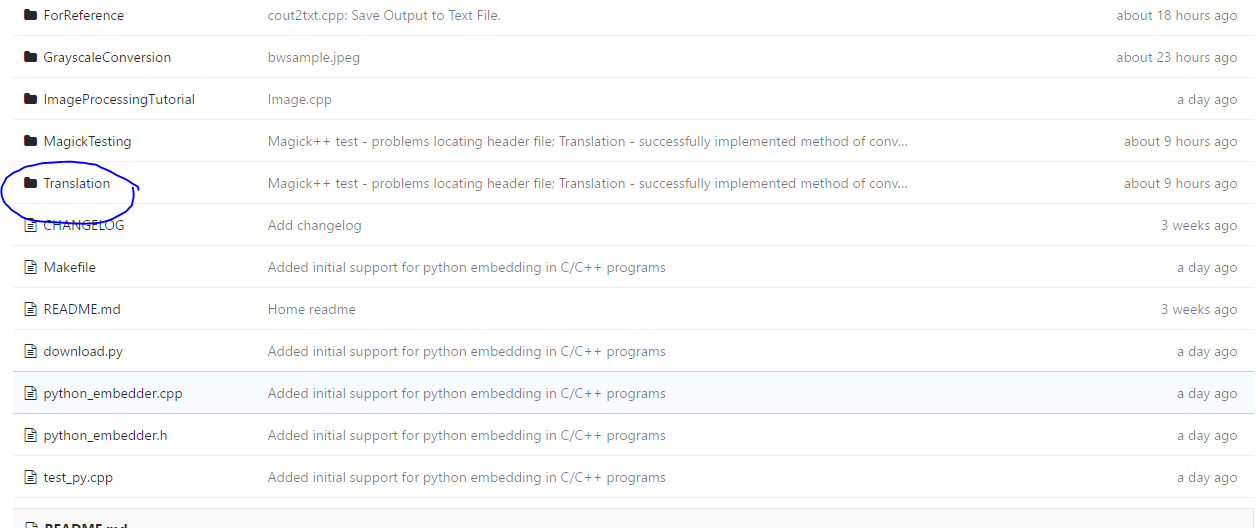 ForReference cout2txt.cpp: Save Output to Text File. about 18 hours ago
GrayscaleConversion bwsample.jpeg about 23 hours ago
ImageProcessingTutorial Image.cpp a day ago
MagickTesting Magick++ test - problems locating header file; Translation - successfully implemented method of conv... about 9 hours ago
Translation Magick++ test - problems locating header file; Translation - successfully implemented method of conv... about 9 hours ago
CHANGELOG Add changelog 3 weeks ago
Makefile Added initial support for python embedding in C/C++ programs a day ago
README.md Home readme 3 weeks ago
download.py Added initial support for python embedding in C/C++ programs a day ago
python_embedder.cpp Added initial support for python embedding in C/C++ programs a day ago
python_embedder.h Added initial support for python embedding in C/C++ programs a day ago
test_py.cpp Added initial support for python embedding in C/C++ programs a day ago
README.md